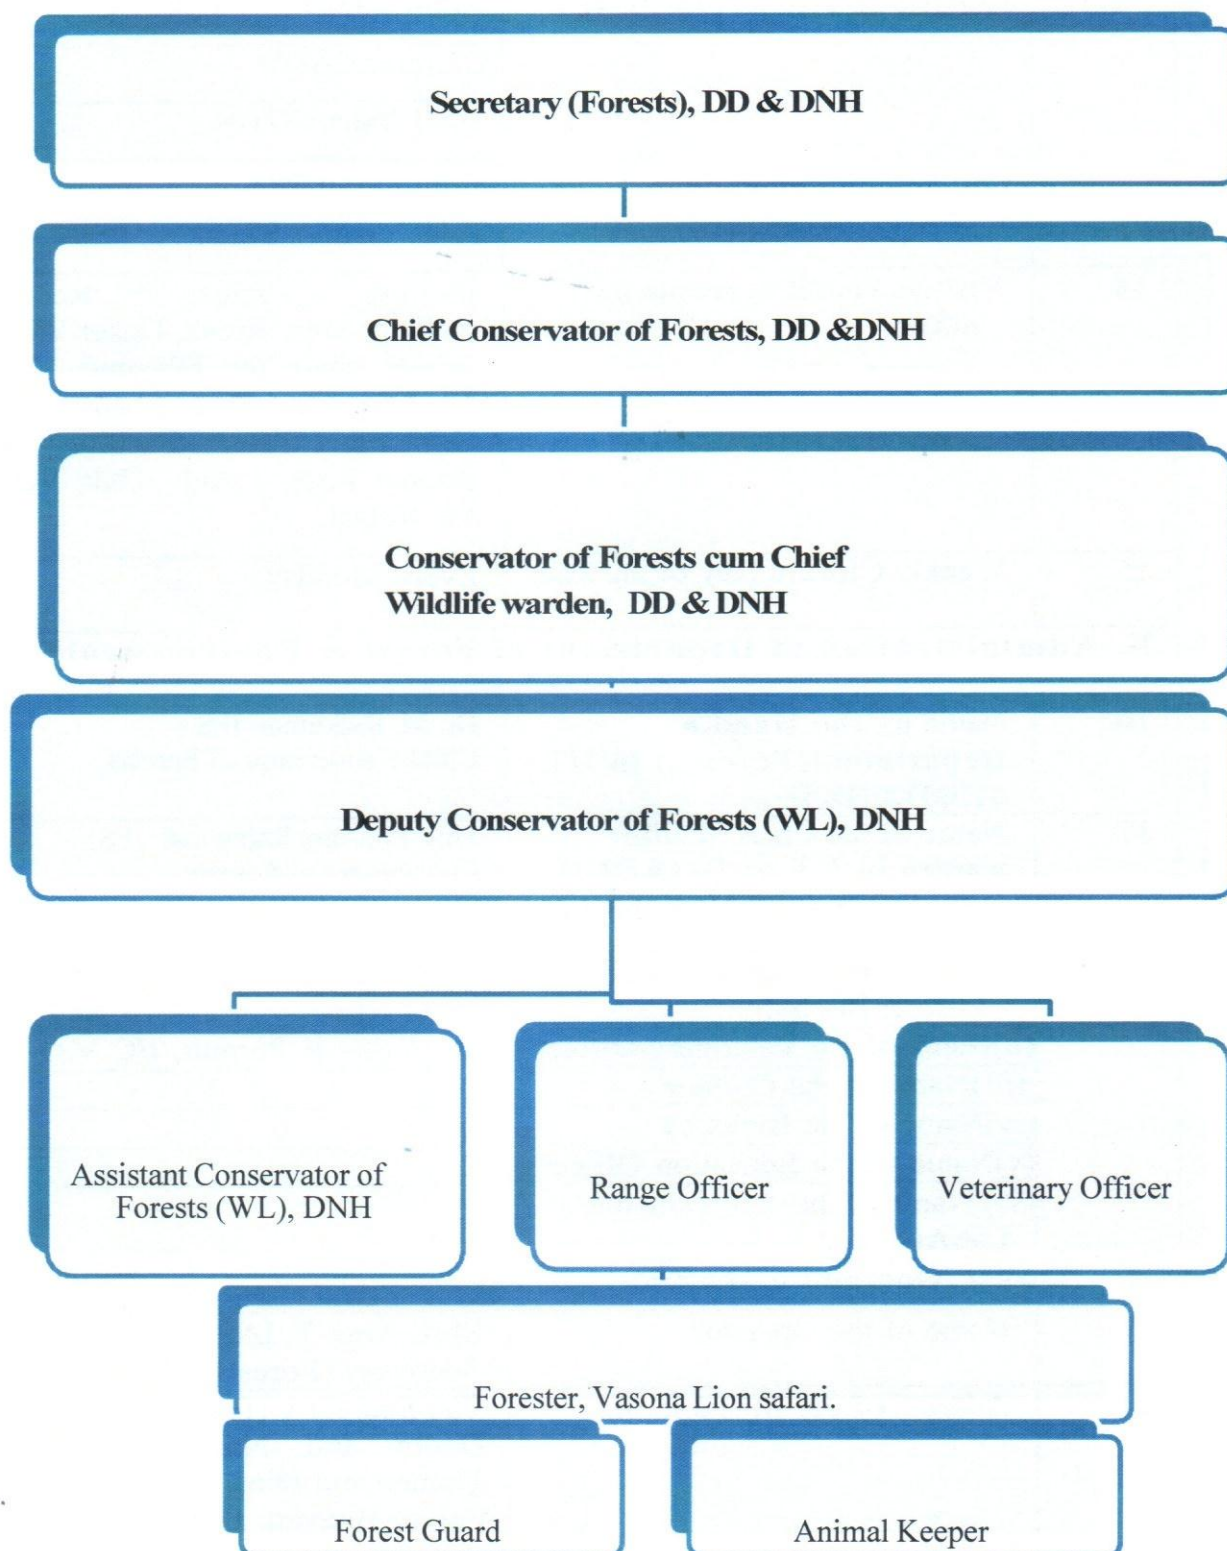 Secretary (Forests), DD & DNH
Chief Conservator of Forests, DD &DNH
Conservator of Forests cum Chief
Wildlife warden, DD & DNH
Deputy Conservator of Forests (WL), DNH
Assistant Conservator of
Forests (WL), DNH
Range Officer
Veterinary Officer
Forester, Vasona Lion safari.
Forest Guard
Animal Keeper